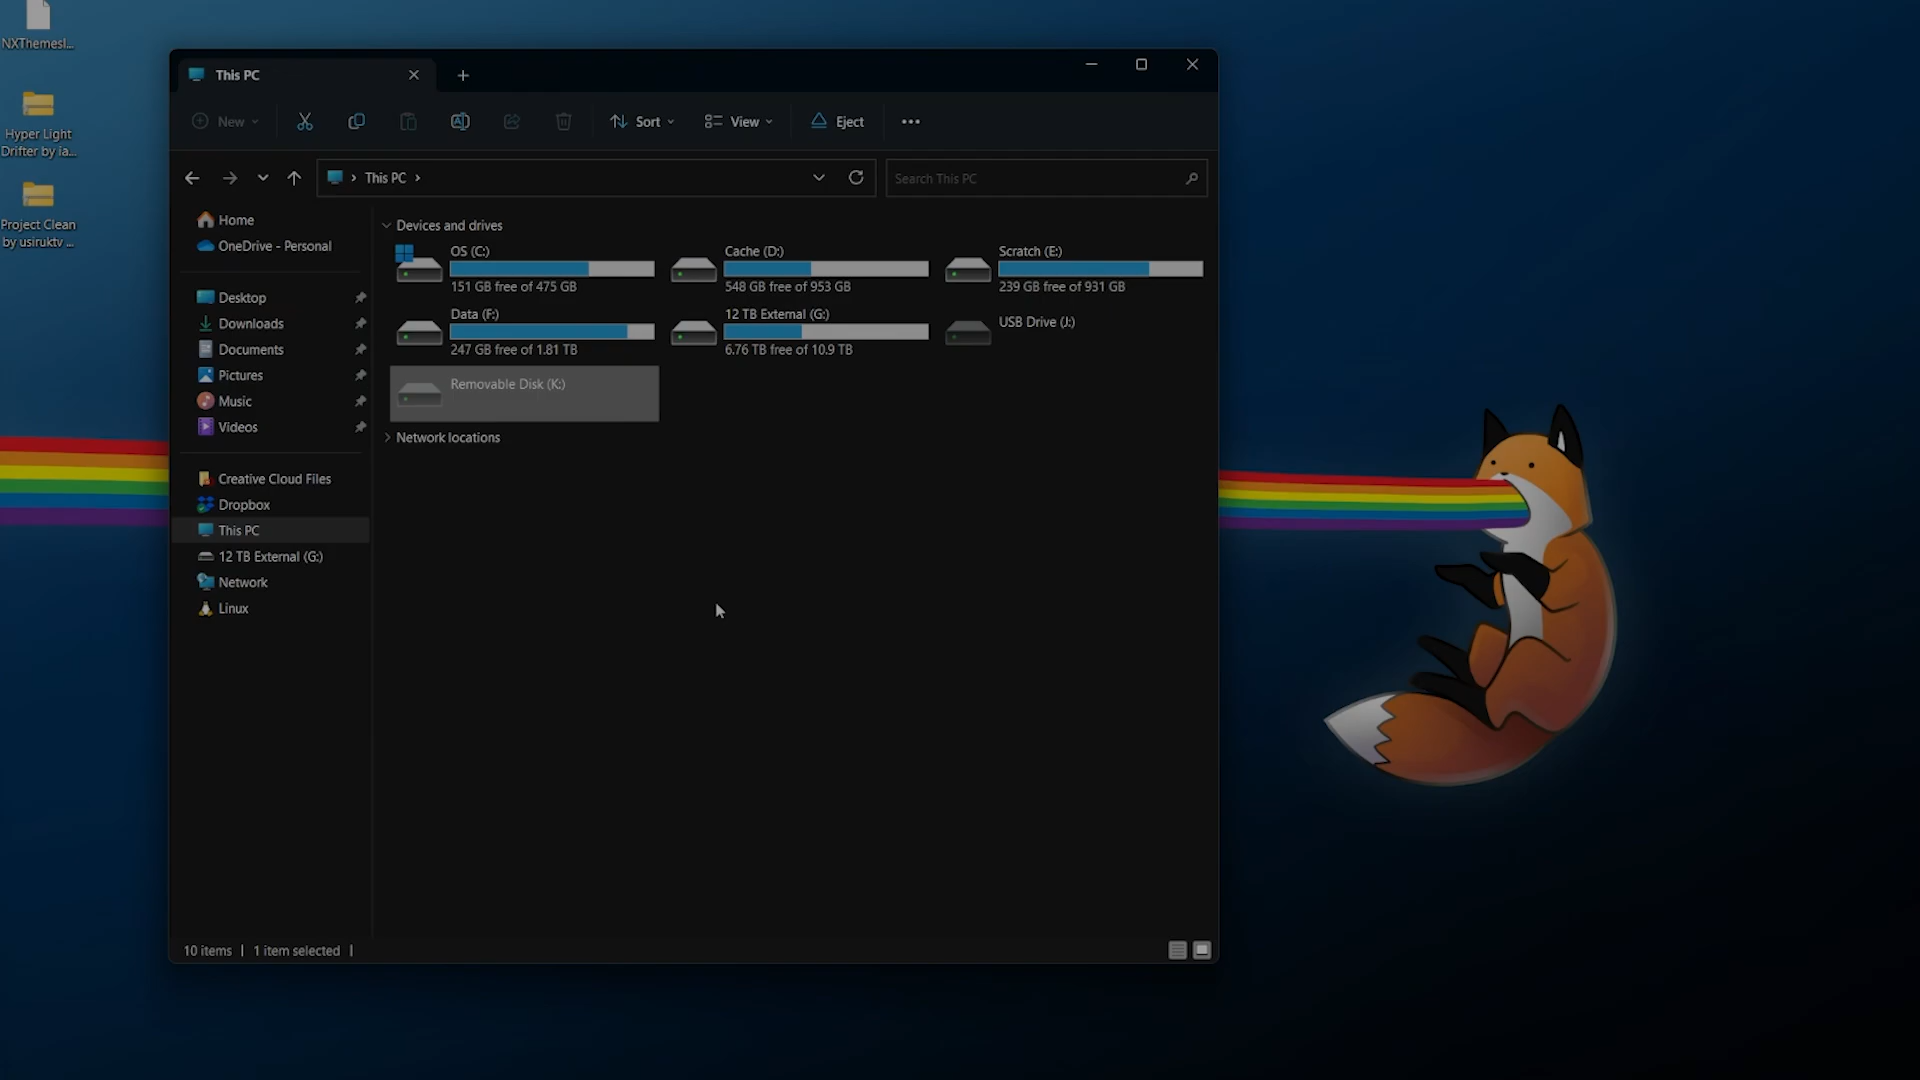 NXThemesI...
Hyper Light
Drifter by ia...
Project Clean
by usiruktv ...
This PC
New
Sort
View
Eject
This PC
Search This PC
Home
OneDrive - Personal
Desktop
Downloads
Documents
Pictures
Music
Videos
Creative Cloud Files
Dropbox
This PC
12 TB External (G:)
Network
Linux
Devices and drives
OS (C:)
151 GB free of 475 GB
Cache (D:)
548 GB free of 953 GB
Scratch (E:)
239 GB free of 931 GB
Data (F:)
247 GB free of 1.81 TB
12 TB External (G:)
6.76 TB free of 10.9 TB
USB Drive (J:)
Removable Disk (K:)
Network locations
10 items
1 item selected